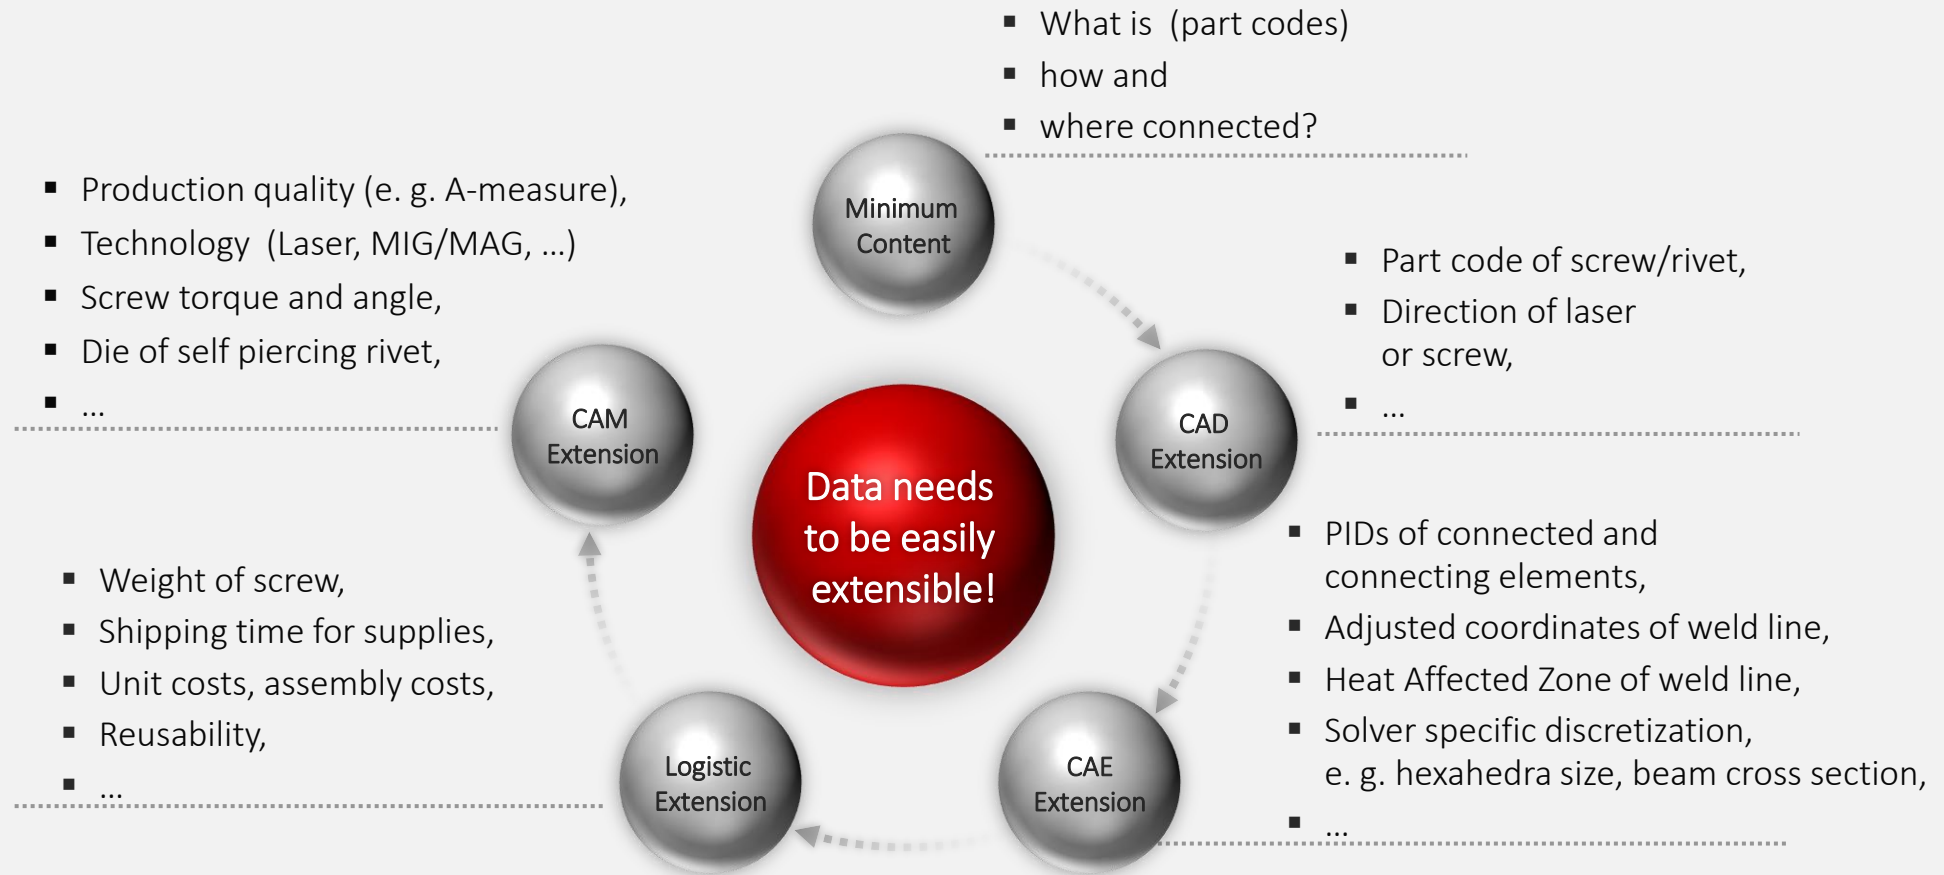 ▪ What is (part codes)
▪ how and
▪ where connected?
Minimum
Content
▪ Part code of screw/rivet,
▪ Direction of laser
or screw,
▪ ...
CAD
Extension
▪ PIDs of connected and
connecting elements,
▪ Adjusted coordinates of weld line,
▪ Heat Affected Zone of weld line,
▪ Solver specific discretization,
e. g. hexahedra size, beam cross section,
▪ ...
CAE
Extension
▪ Weight of screw,
▪ Shipping time for supplies,
▪ Unit costs, assembly costs,
▪ Reusability,
▪ ...
Logistic
Extension
▪ Production quality (e. g. A-measure),
▪ Technology (Laser, MIG/MAG, ...)
▪ Screw torque and angle,
▪ Die of self piercing rivet,
▪ ...
CAM
Extension
Data needs
to be easily
extensible!